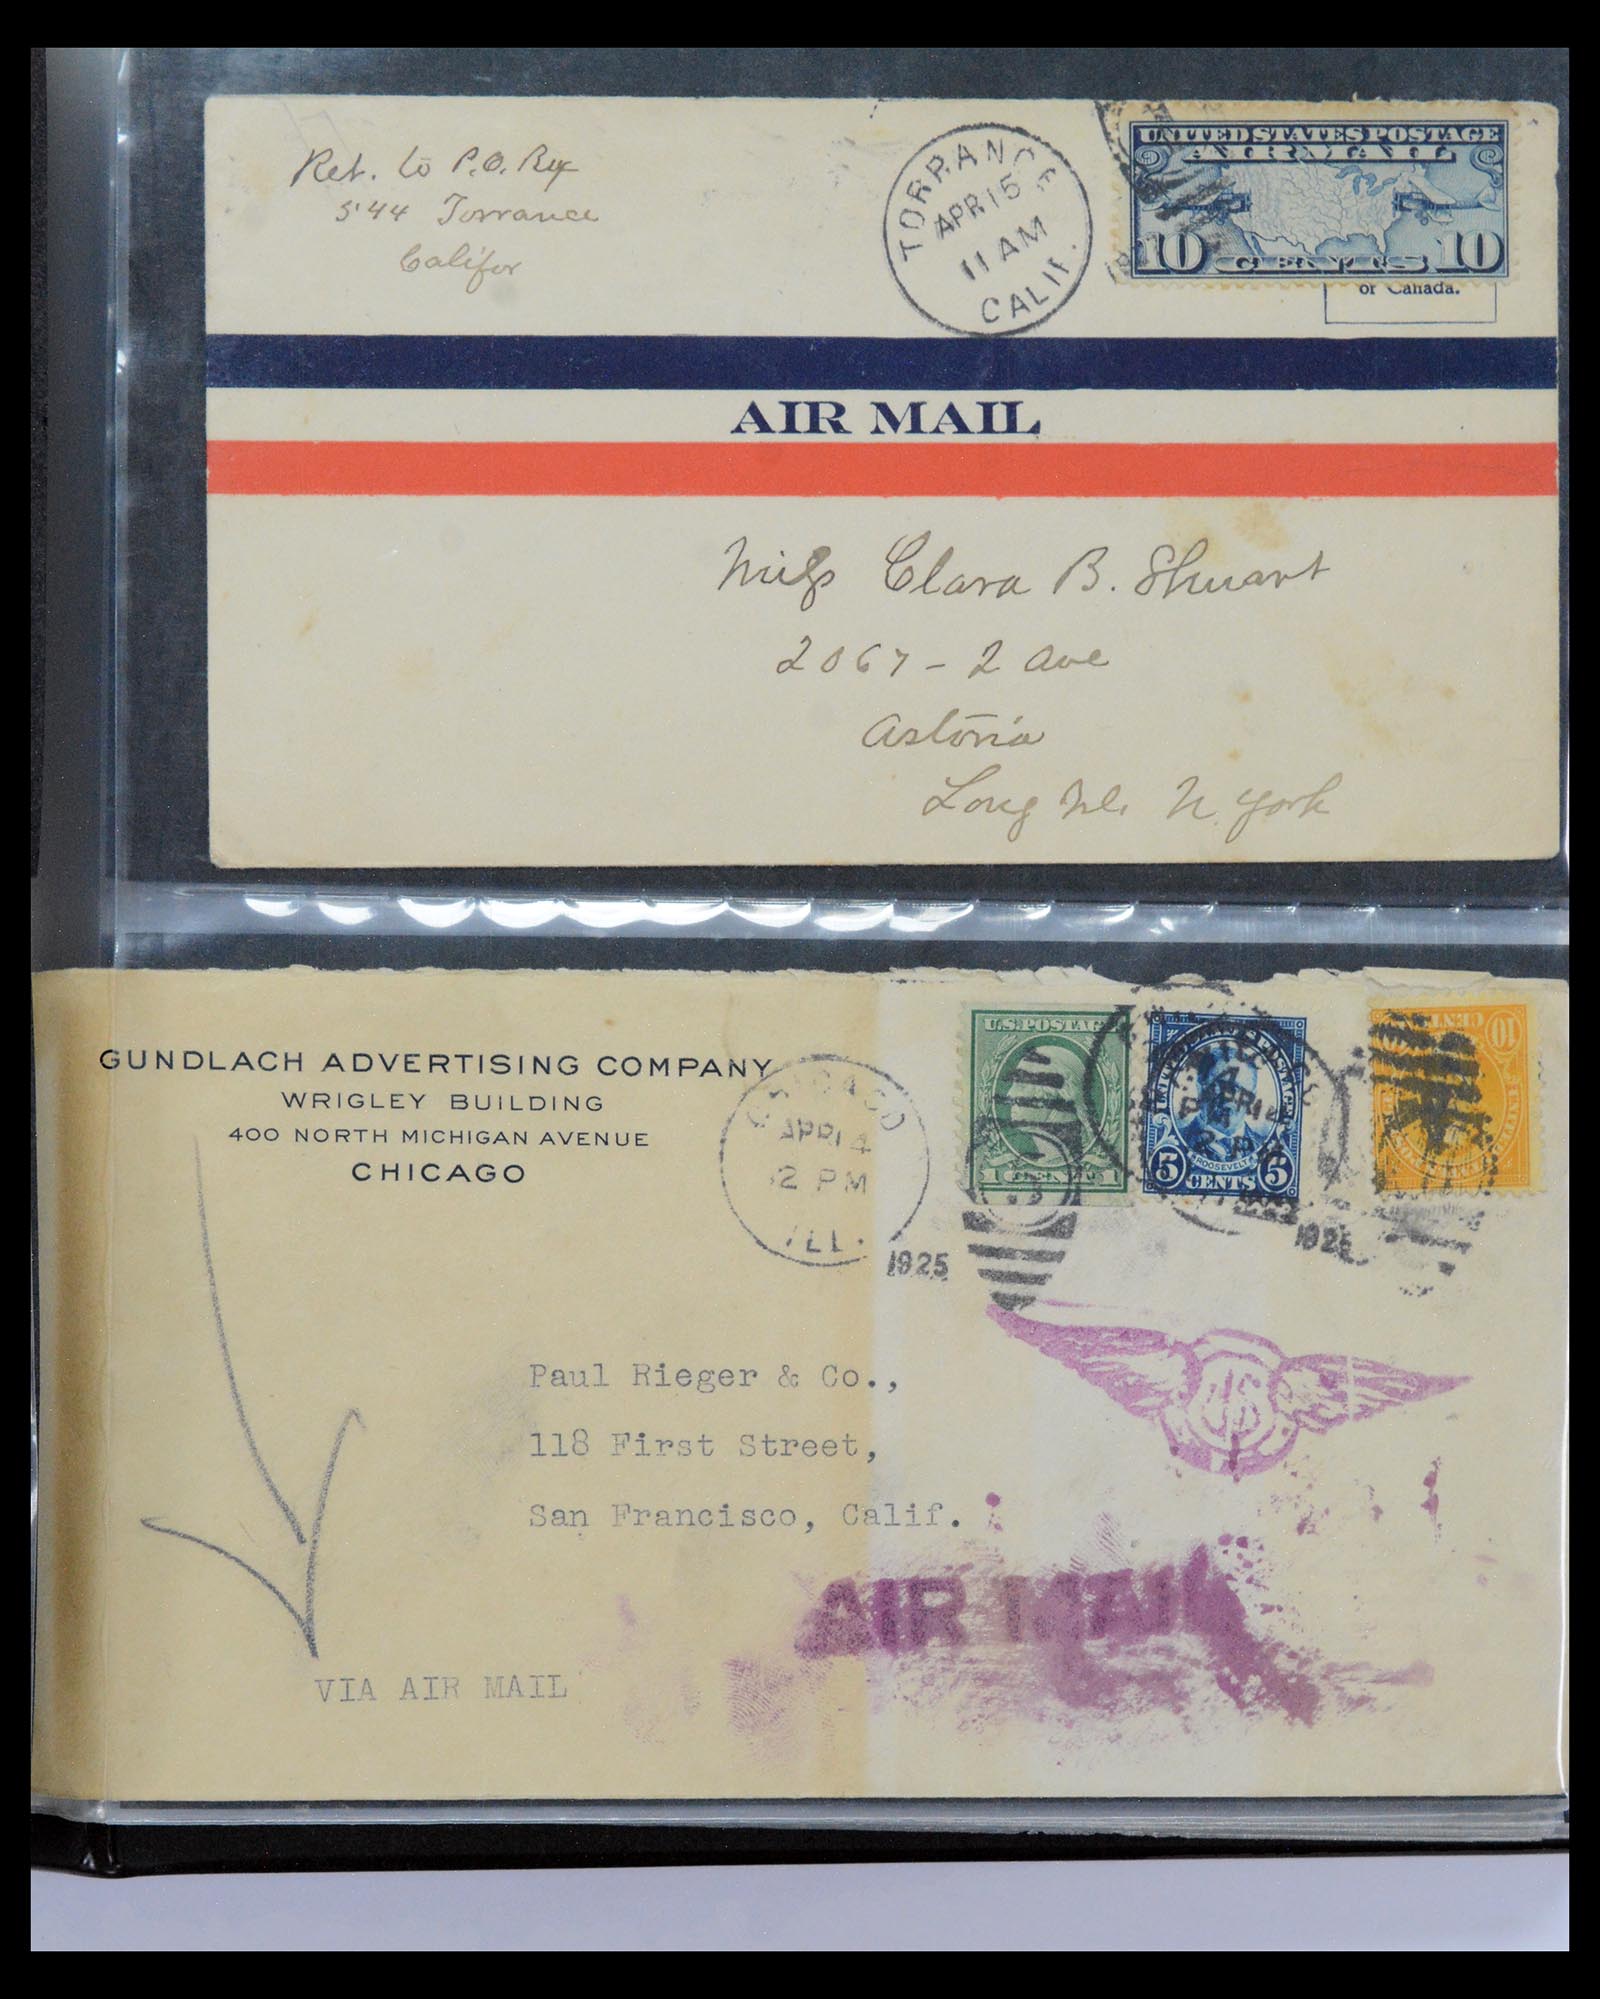 Ret. to P.O. Box
544 Torrance
Califor
TORRANCE
APR 15
11 AM
CALIF.
UNITED STATES POSTAGE
AIR MAIL
10 CENTS 10
or Canada.
AIR MAIL
Miss Clara B. Shuart
2067 - 2 Ave
Astoria
Long Isl. N. York
GUNDLACH ADVERTISING COMPANY
WRIGLEY BUILDING
400 NORTH MICHIGAN AVENUE
CHICAGO
CHICAGO
APR 14
2 PM
ILL.
1925
U.S. POSTAGE
1 CENT 1
ROOSEVELT
5 CENTS 5
10
CENTS
1925
US
Paul Rieger & Co.,
118 First Street,
San Francisco, Calif.
AIR MAIL
VIA AIR MAIL